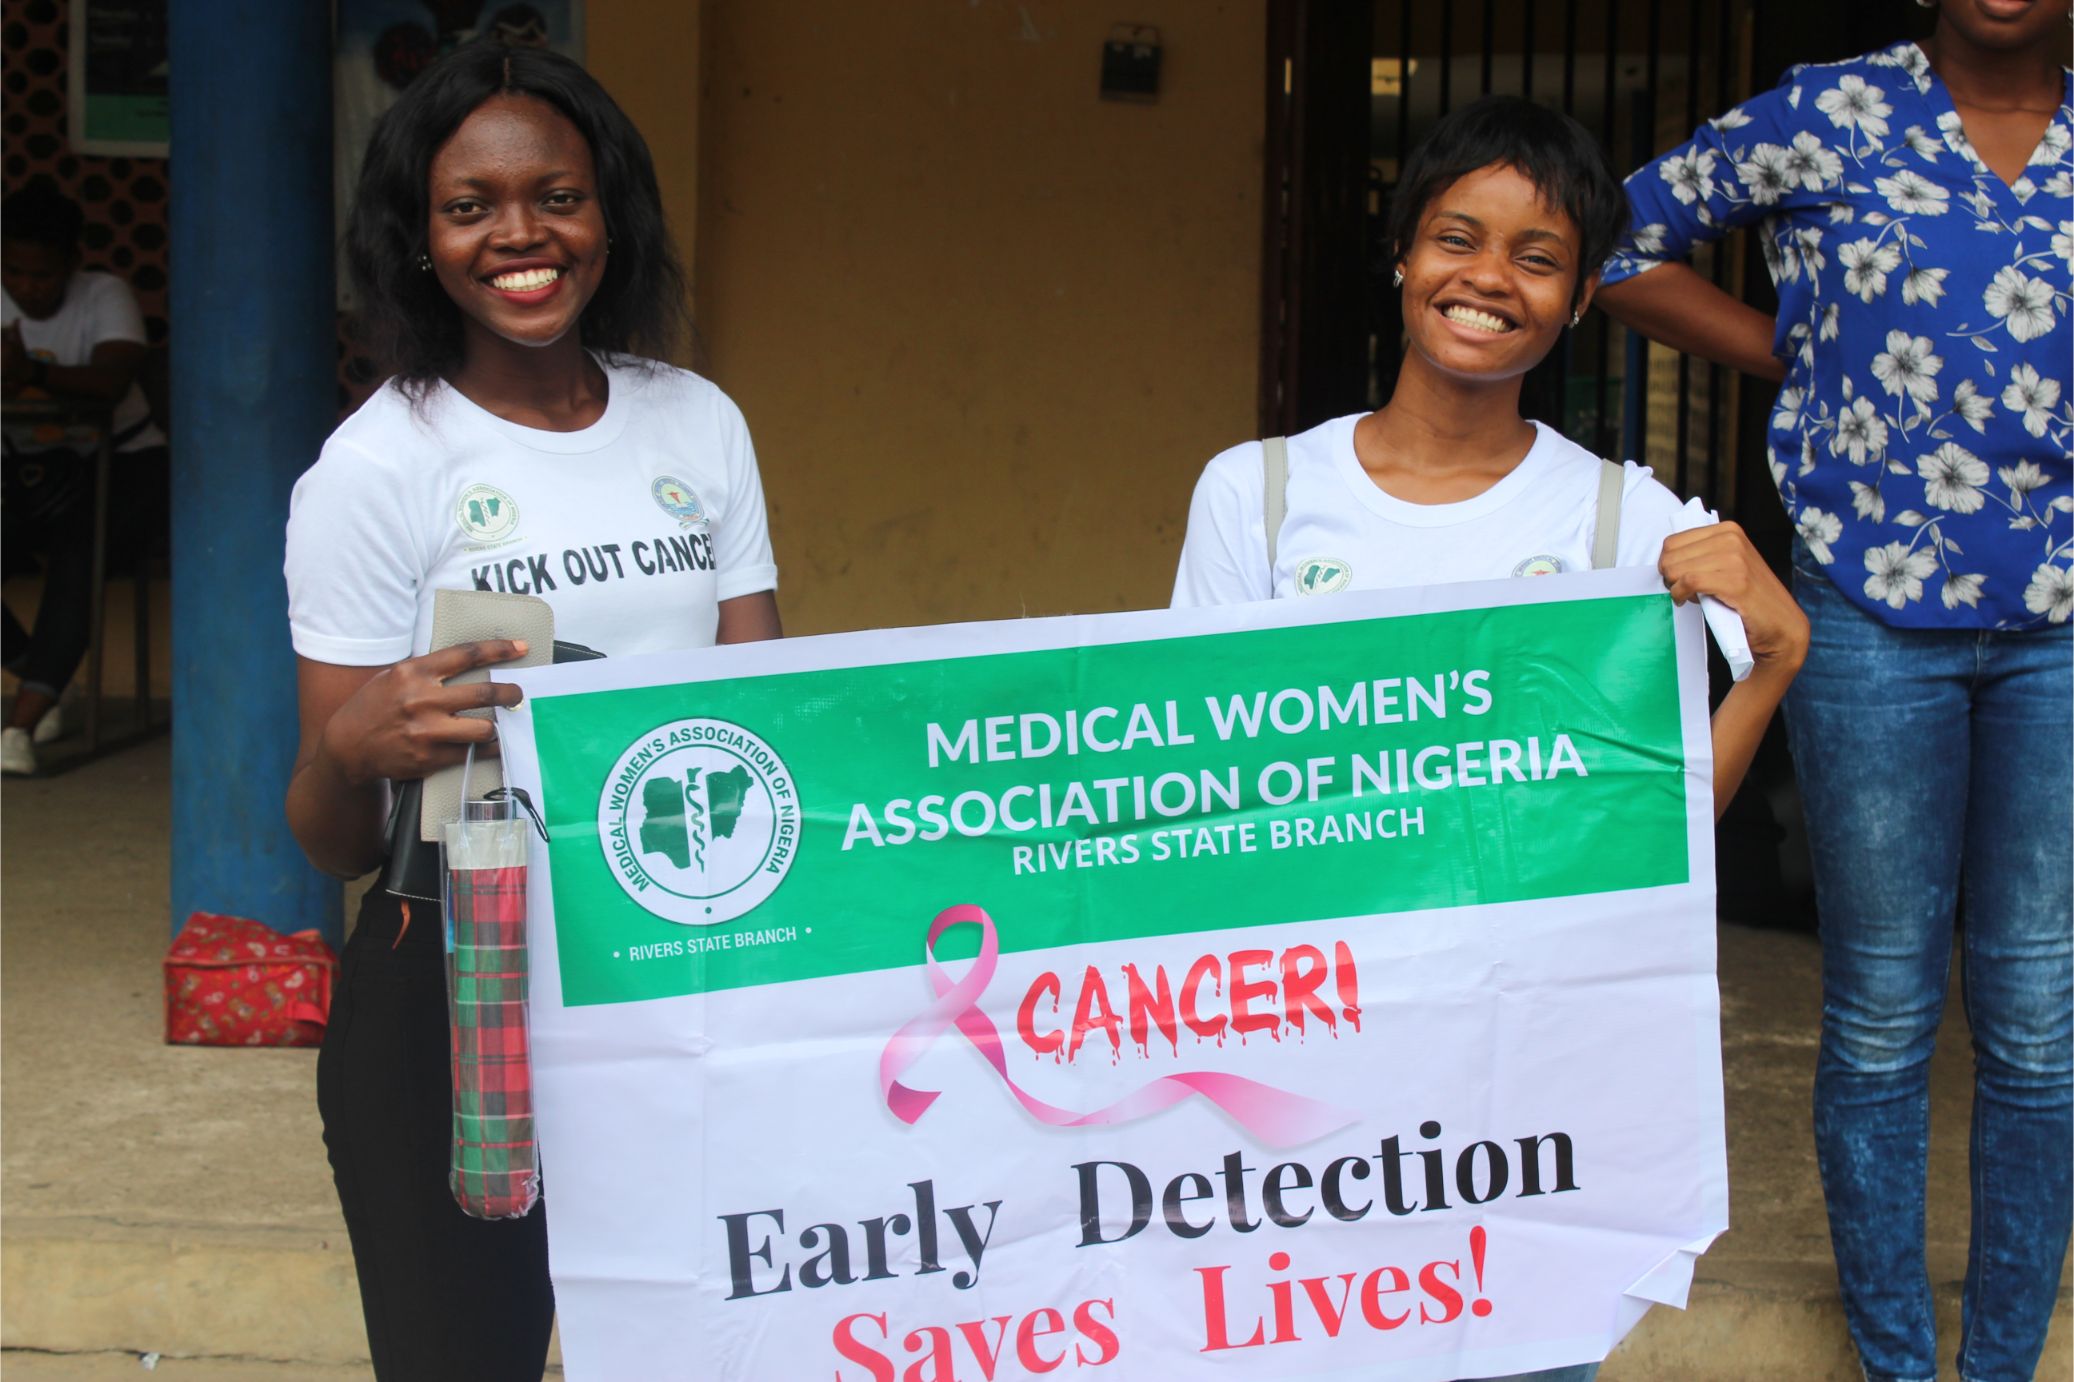 KICK OUT CANCE
MEDICAL WOMEN'S
ASSOCIATION OF NIGERIA
RIVERS STATE BRANCH
MEDICAL WOMEN'S ASSOCIATION OF NIGERIA
• RIVERS STATE BRANCH •
CANCER!
Early Detection
Saves Lives!